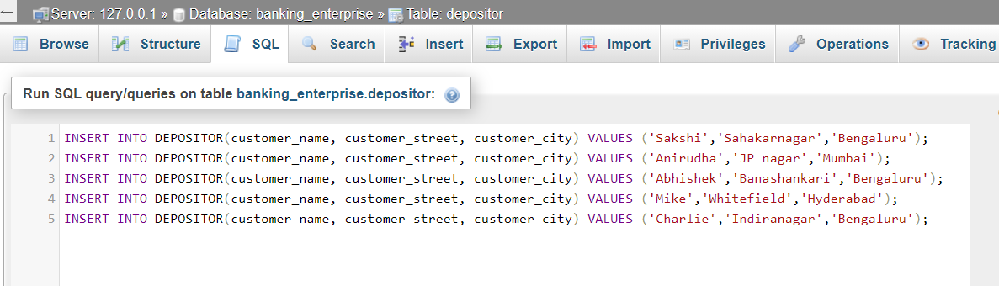 ←
Server: 127.0.0.1 » Database: banking_enterprise » Table: depositor
Browse Structure SQL Search Insert Export Import Privileges Operations Tracking
Run SQL query/queries on table banking_enterprise.depositor:
1 INSERT INTO DEPOSITOR(customer_name, customer_street, customer_city) VALUES ('Sakshi','Sahakarnagar','Bengaluru');
2 INSERT INTO DEPOSITOR(customer_name, customer_street, customer_city) VALUES ('Anirudha','JP nagar','Mumbai');
3 INSERT INTO DEPOSITOR(customer_name, customer_street, customer_city) VALUES ('Abhishek','Banashankari','Bengaluru');
4 INSERT INTO DEPOSITOR(customer_name, customer_street, customer_city) VALUES ('Mike','Whitefield','Hyderabad');
5 INSERT INTO DEPOSITOR(customer_name, customer_street, customer_city) VALUES ('Charlie','Indiranagar','Bengaluru');